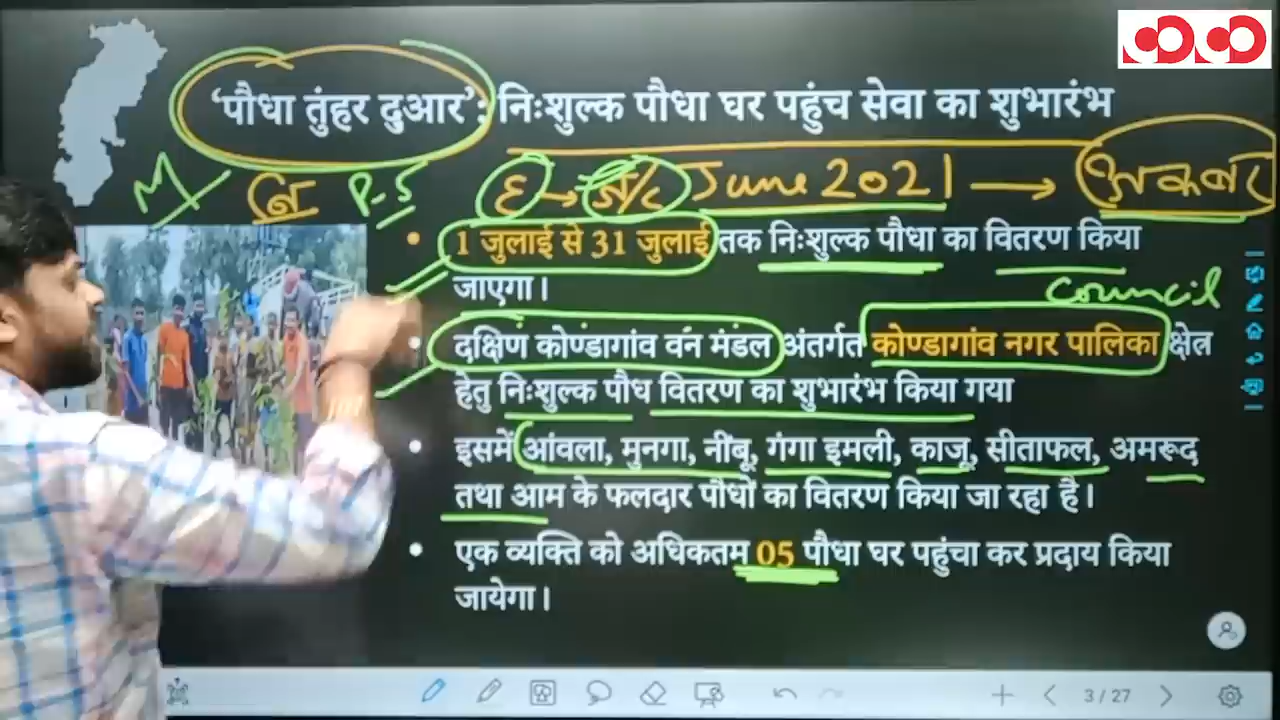 'पौधा तुंहर दुआर': निःशुल्क पौधा घर पहुंच सेवा का शुभारंभ
June 2021 → अकबर
• 1 जुलाई से 31 जुलाई तक निःशुल्क पौधा का वितरण किया
जाएगा।
council
• दक्षिण कोण्डागांव वन मंडल अंतर्गत कोण्डागांव नगर पालिका क्षेत्र
हेतु निःशुल्क पौध वितरण का शुभारंभ किया गया
• इसमें आंवला, मुनगा, नींबू, गंगा इमली, काजू, सीताफल, अमरूद
तथा आम के फलदार पौधों का वितरण किया जा रहा है।
• एक व्यक्ति को अधिकतम 05 पौधा घर पहुंचा कर प्रदाय किया
जायेगा।
3 / 27